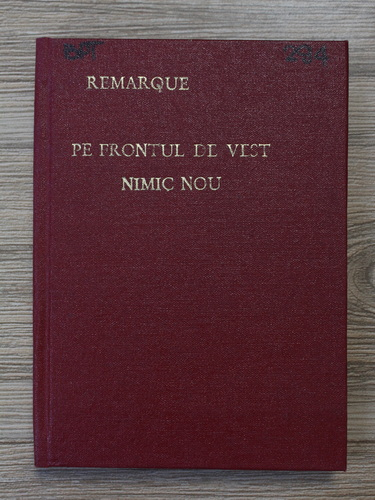 REMARQUE
PE FRONTUL DE VEST
NIMIC NOU